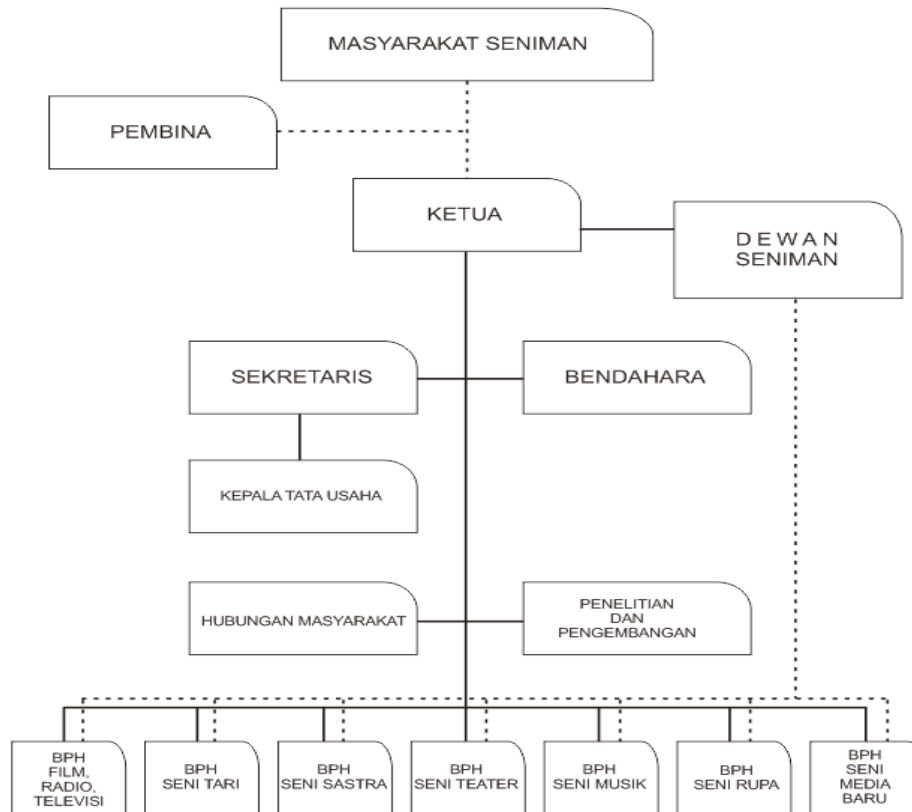 MASYARAKAT SENIMAN
PEMBINA
KETUA
D E W A N
SENIMAN
SEKRETARIS
BENDAHARA
KEPALA TATA USAHA
HUBUNGAN MASYARAKAT
PENELITIAN
DAN
PENGEMBANGAN
BPH
FILM,
RADIO,
TELEVISI
BPH
SENI TARI
BPH
SENI SASTRA
BPH
SENI TEATER
BPH
SENI MUSIK
BPH
SENI RUPA
BPH
SENI
MEDIA
BARU